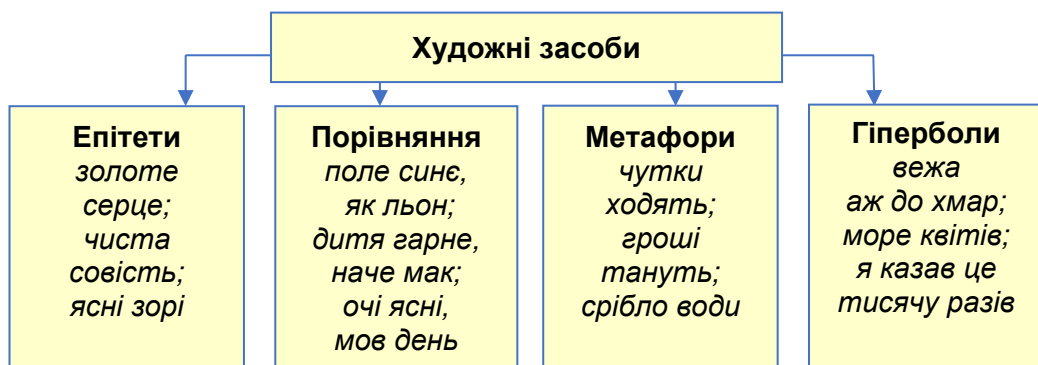 Художні засоби
Епітети
золоте
серце;
чиста
совість;
ясні зорі
Порівняння
поле синє,
як льон;
дитя гарне,
наче мак;
очі ясні,
мов день
Метафори
чутки
ходять;
гроші
тануть;
срібло води
Гіперболи
вежа
аж до хмар;
море квітів;
я казав це
тисячу разів